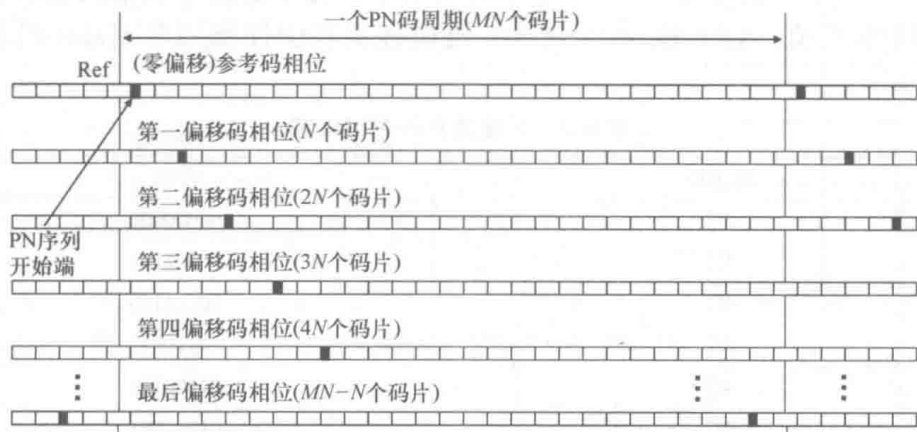 一个PN码周期(MN个码片)
Ref
(零偏移)参考码相位
第一偏移码相位(N个码片)
第二偏移码相位(2N个码片)
PN序列
开始端
第三偏移码相位(3N个码片)
第四偏移码相位(4N个码片)
最后偏移码相位(MN−N个码片)